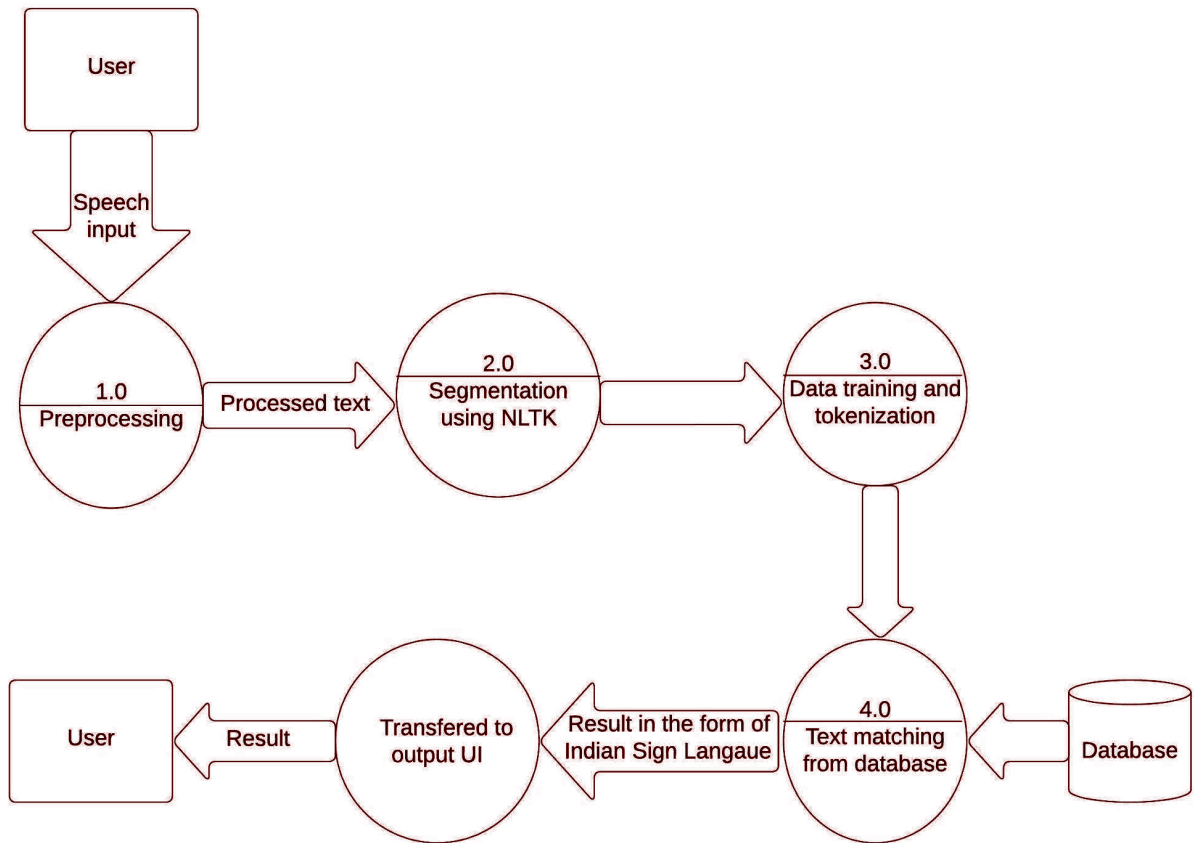 User
Speech
input
1.0
Preprocessing
Processed text
2.0
Segmentation
using NLTK
3.0
Data training and
tokenization
4.0
Text matching
from database
Database
Result in the form of
Indian Sign Langaue
Transfered to
output UI
Result
User